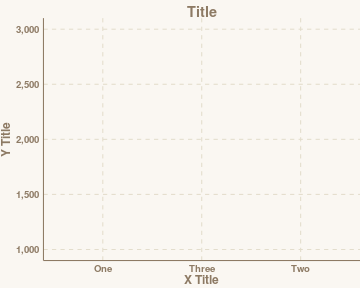 Title
3,000
2,500
2,000
1,500
1,000
Y Title
One Three Two
X Title